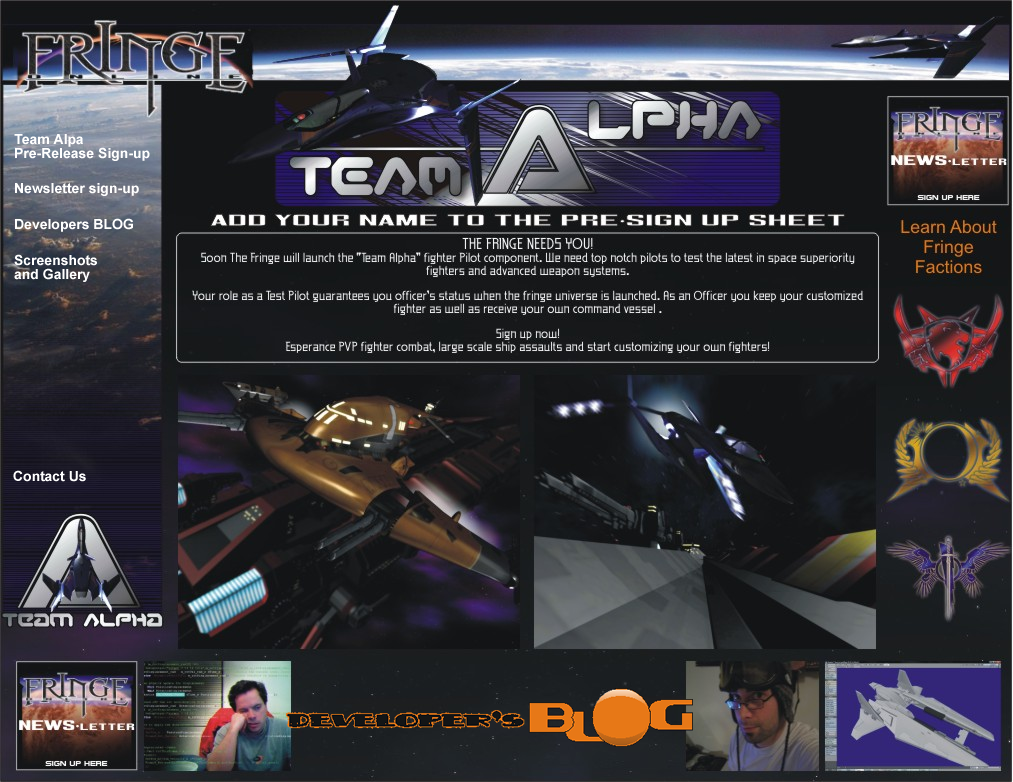 FRINGE
ONLINE
Team Alpa
Pre-Release Sign-up
Newsletter sign-up
Developers BLOG
Screenshots
and Gallery
Contact Us
TEAM ALPHA
TEAM ALPHA
ADD YOUR NAME TO THE PRE-SIGN UP SHEET
THE FRINGE NEEDS YOU!
Soon The Fringe will launch the "Team Alpha" fighter Pilot component. We need top notch pilots to test the latest in space superiority
fighters and advanced weapon systems.
Your role as a Test Pilot guarantees you officer's status when the fringe universe is launched. As an Officer you keep your customized
fighter as well as receive your own command vessel .
Sign up now!
Esperance PVP fighter combat, large scale ship assaults and start customizing your own fighters!
FRINGE
ONLINE
NEWS-LETTER
SIGN UP HERE
Learn About
Fringe
Factions
FRINGE
ONLINE
NEWS-LETTER
SIGN UP HERE
DEVELOPER'S BLOG